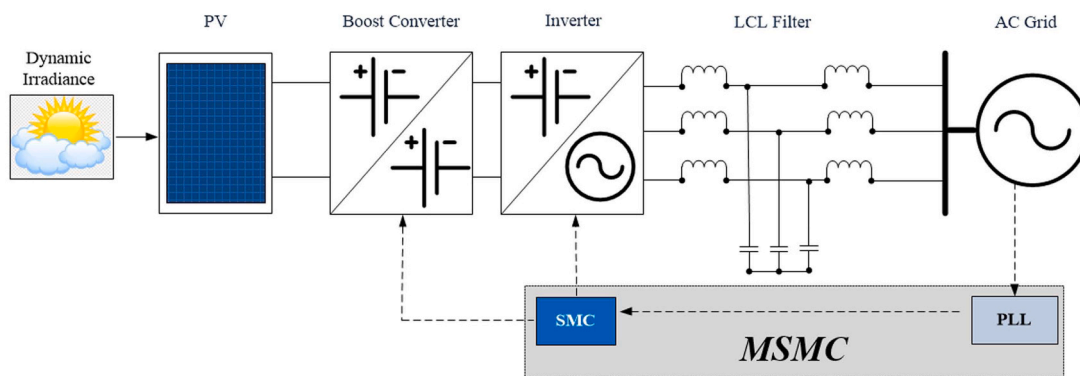 PV
Boost Converter
Inverter
LCL Filter
AC Grid
Dynamic
Irradiance
+ −
+ −
+ −
SMC
PLL
MSMC